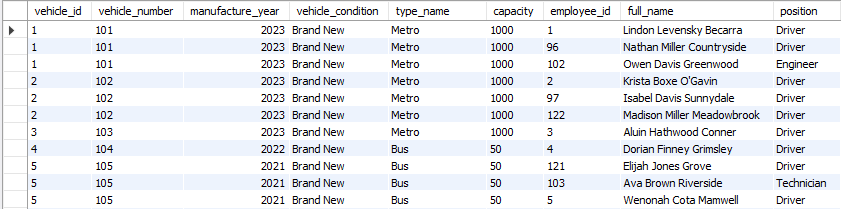 vehicle_id vehicle_number manufacture_year vehicle_condition type_name capacity employee_id full_name position
1 101 2023 Brand New Metro 1000 1 Lindon Levensky Becarra Driver
1 101 2023 Brand New Metro 1000 96 Nathan Miller Countryside Driver
1 101 2023 Brand New Metro 1000 102 Owen Davis Greenwood Engineer
2 102 2023 Brand New Metro 1000 2 Krista Boxe O'Gavin Driver
2 102 2023 Brand New Metro 1000 97 Isabel Davis Sunnydale Driver
2 102 2023 Brand New Metro 1000 122 Madison Miller Meadowbrook Driver
3 103 2023 Brand New Metro 1000 3 Aluin Hathwood Conner Driver
4 104 2022 Brand New Bus 50 4 Dorian Finney Grimsley Driver
5 105 2021 Brand New Bus 50 121 Elijah Jones Grove Driver
5 105 2021 Brand New Bus 50 103 Ava Brown Riverside Technician
5 105 2021 Brand New Bus 50 5 Wenonah Cota Mamwell Driver